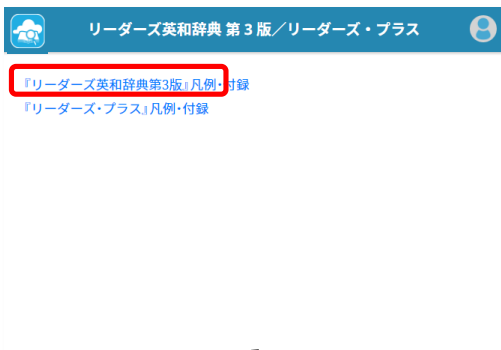 リーダーズ英和辞典 第３版／リーダーズ・プラス
『リーダーズ英和辞典第3版』凡例・付録
『リーダーズ・プラス』凡例・付録